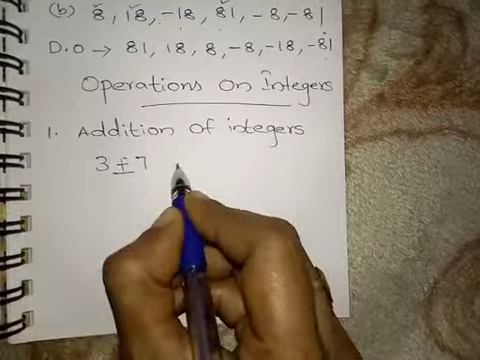 (b) 8, 18, -18, 81, -8, -81
D.O → 81, 18, 8, -8, -18, -81
Operations On Integers
1. Addition of integers
3 + 7